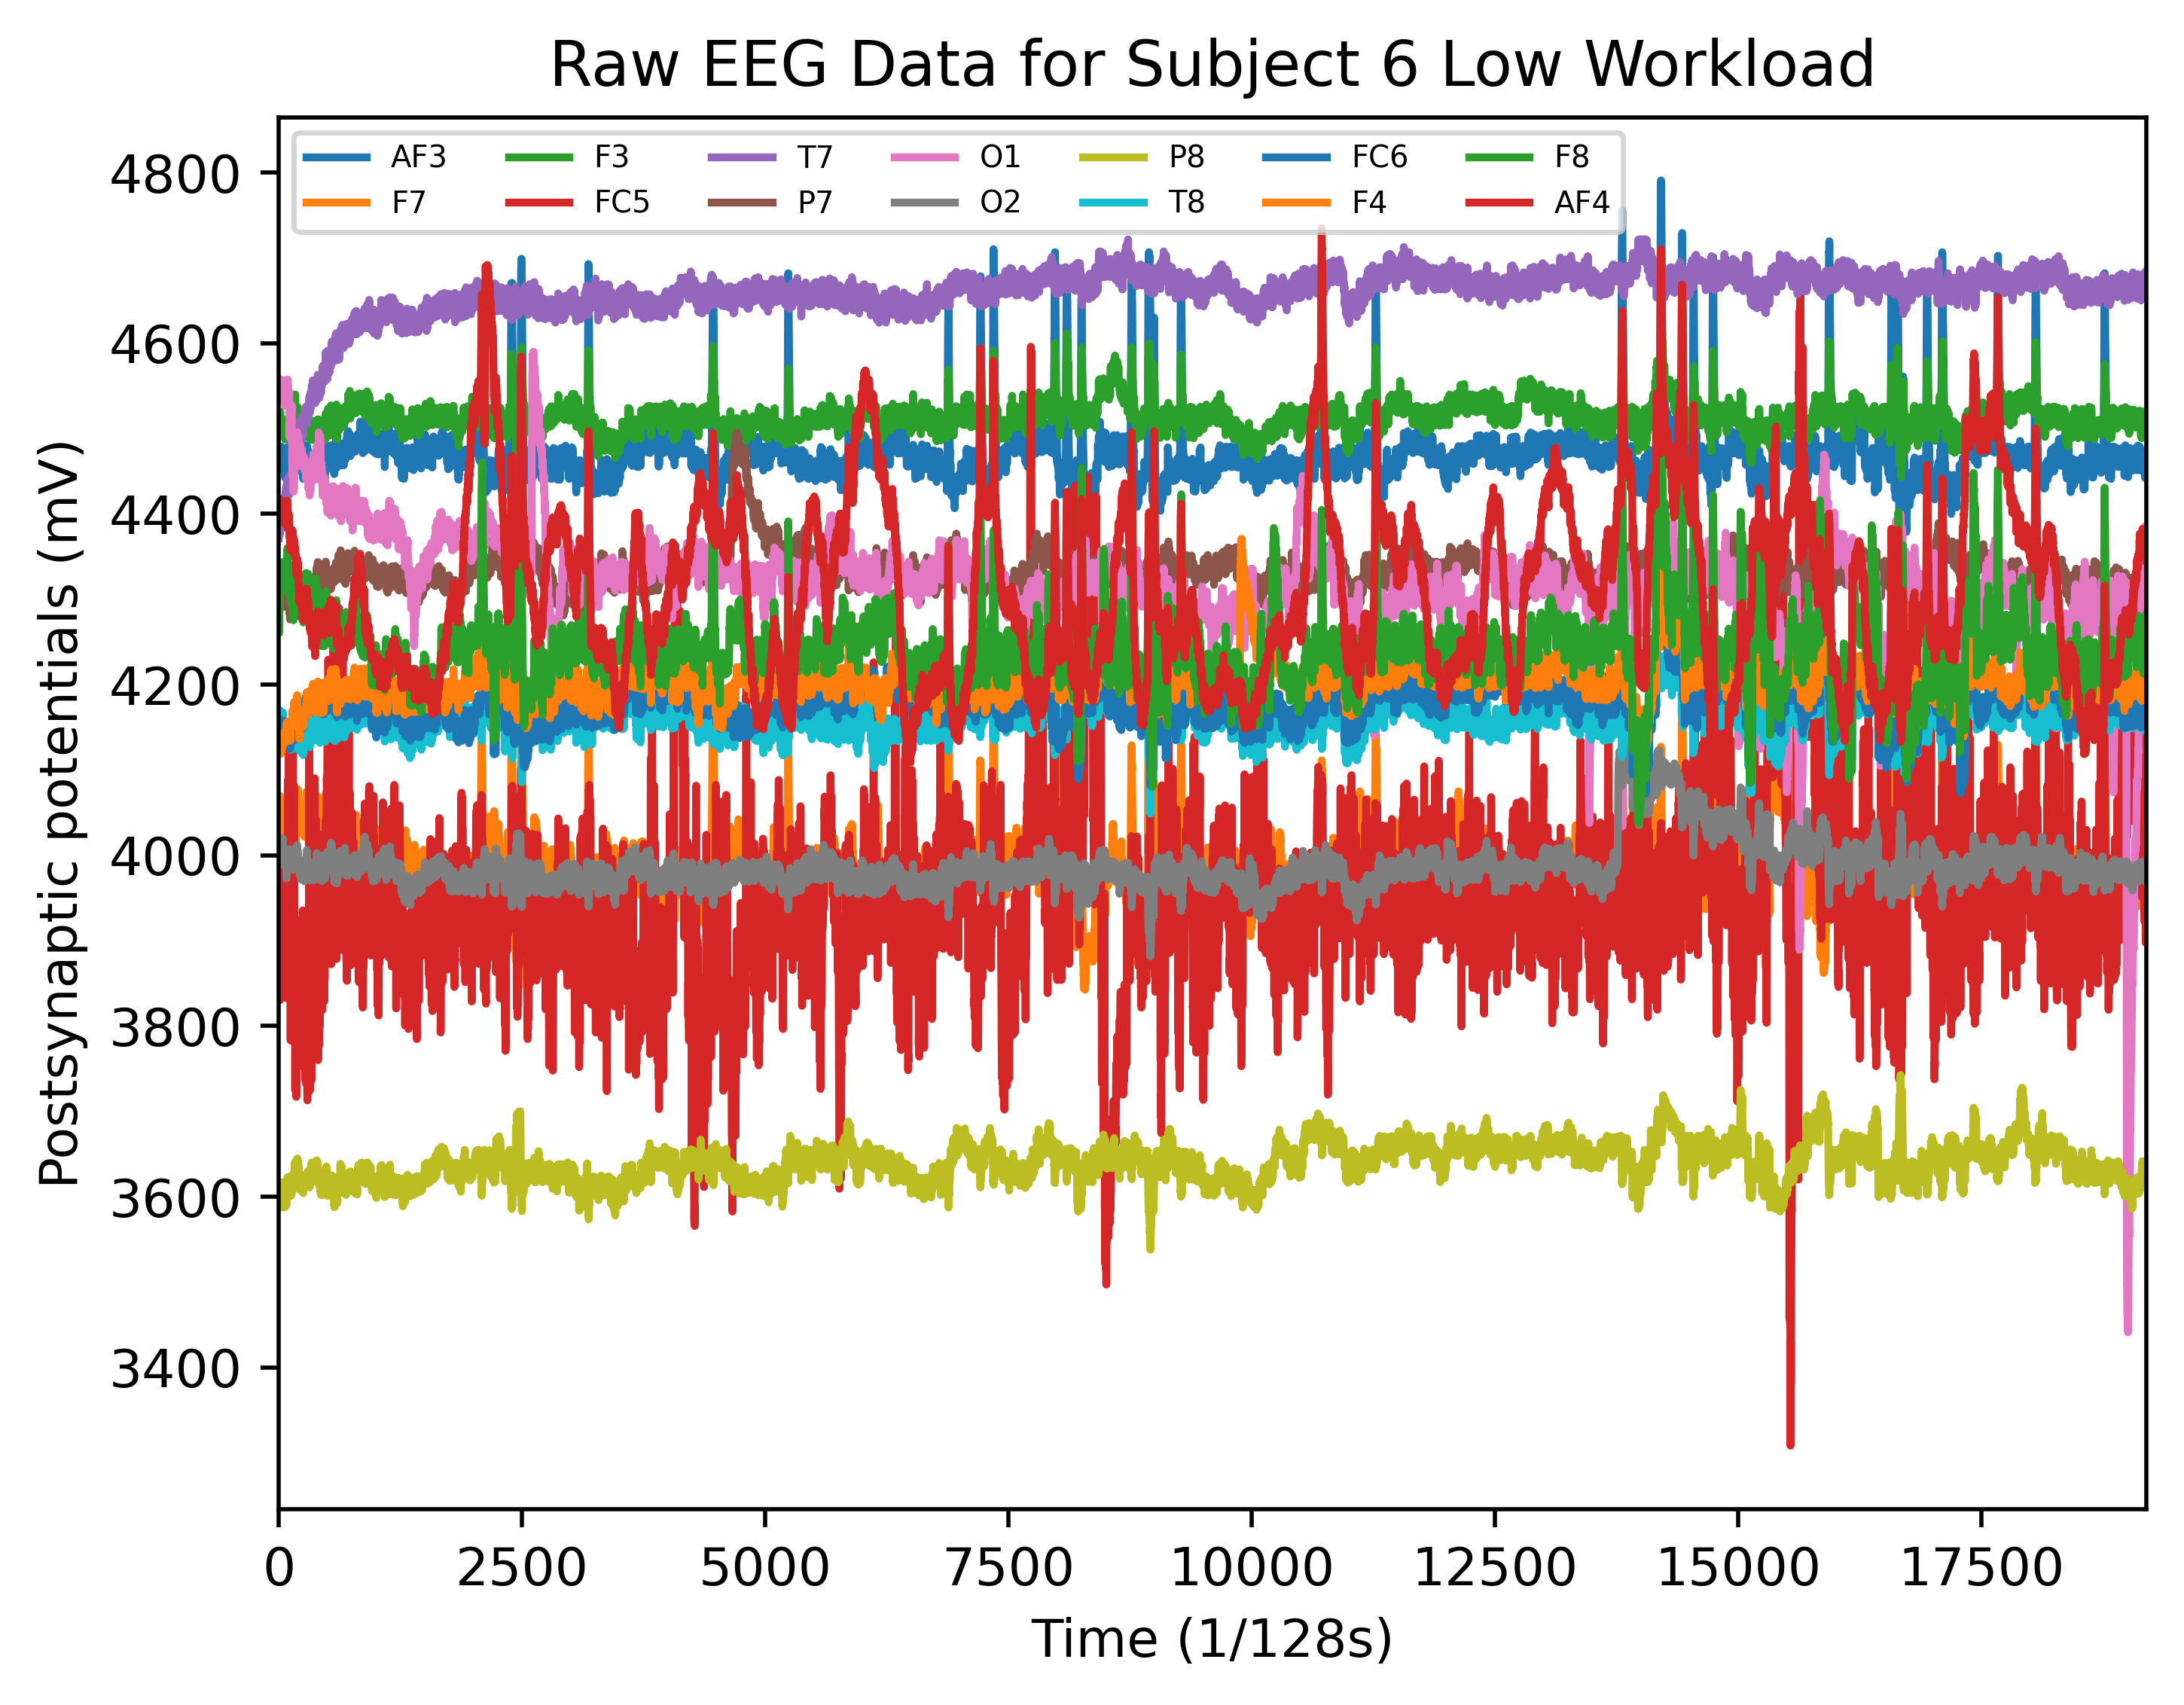 Raw EEG Data for Subject 6 Low Workload
AF3 F3 T7 O1 P8 FC6 F8
F7 FC5 P7 O2 T8 F4 AF4
Postsynaptic potentials (mV)
4800
4600
4400
4200
4000
3800
3600
3400
0 2500 5000 7500 10000 12500 15000 17500
Time (1/128s)